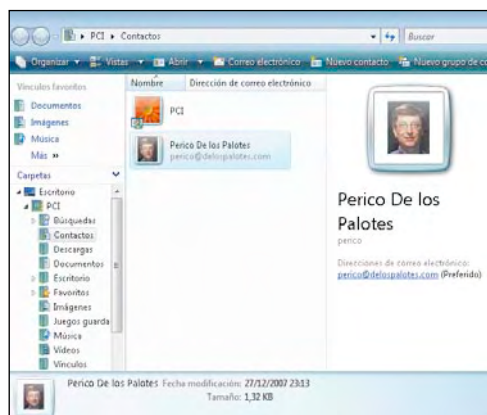 PCI ▸ Contactos
Buscar
Organizar Vistas Abrir Correo electrónico Nuevo contacto Nuevo grupo de co
Vínculos favoritos
Documentos
Imágenes
Música
Más »
Carpetas
Escritorio
PCI
Búsquedas
Contactos
Descargas
Documentos
Escritorio
Favoritos
Imágenes
Juegos guarda
Música
Vídeos
Vínculos
Nombre Dirección de correo electrónico
PCI
Perico De los Palotes
perico@delospalotes.com
Perico De los
Palotes
perico
Direcciones de correo electrónico:
perico@delospalotes.com (Preferido)
Perico De los Palotes Fecha modificación: 27/12/2007 23:13
Tamaño: 1,32 KB